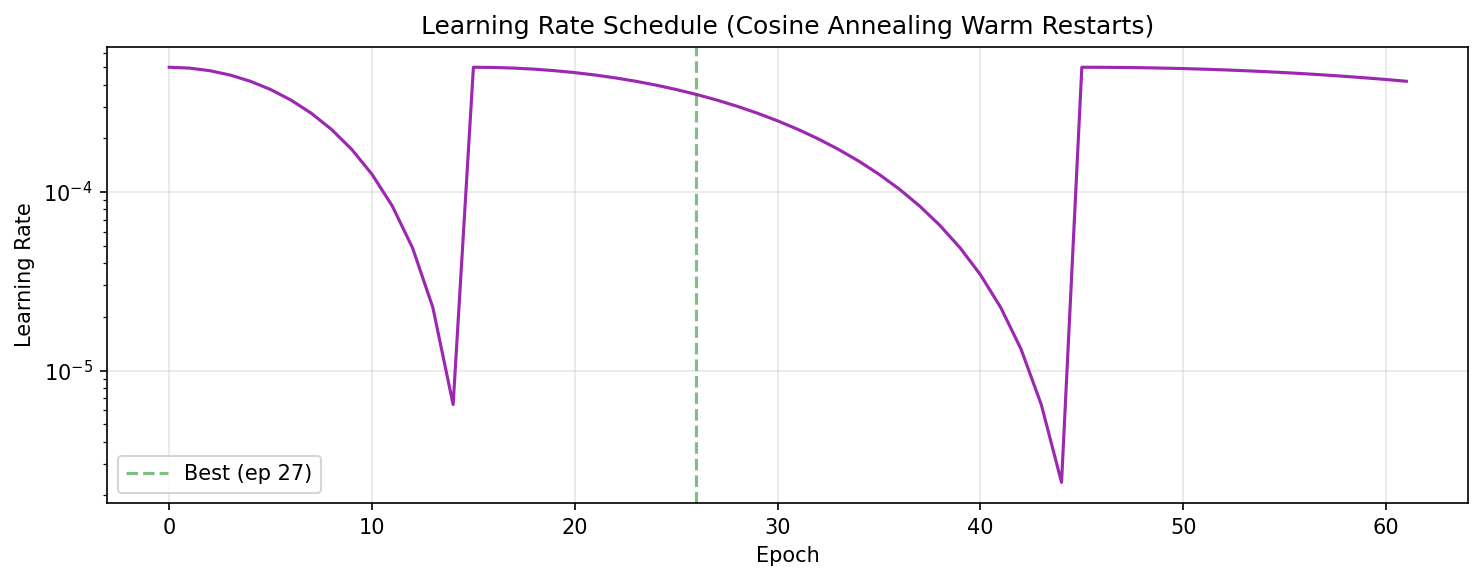 Learning Rate Schedule (Cosine Annealing Warm Restarts)
Learning Rate
10⁻⁴
10⁻⁵
Best (ep 27)
0 10 20 30 40 50 60
Epoch